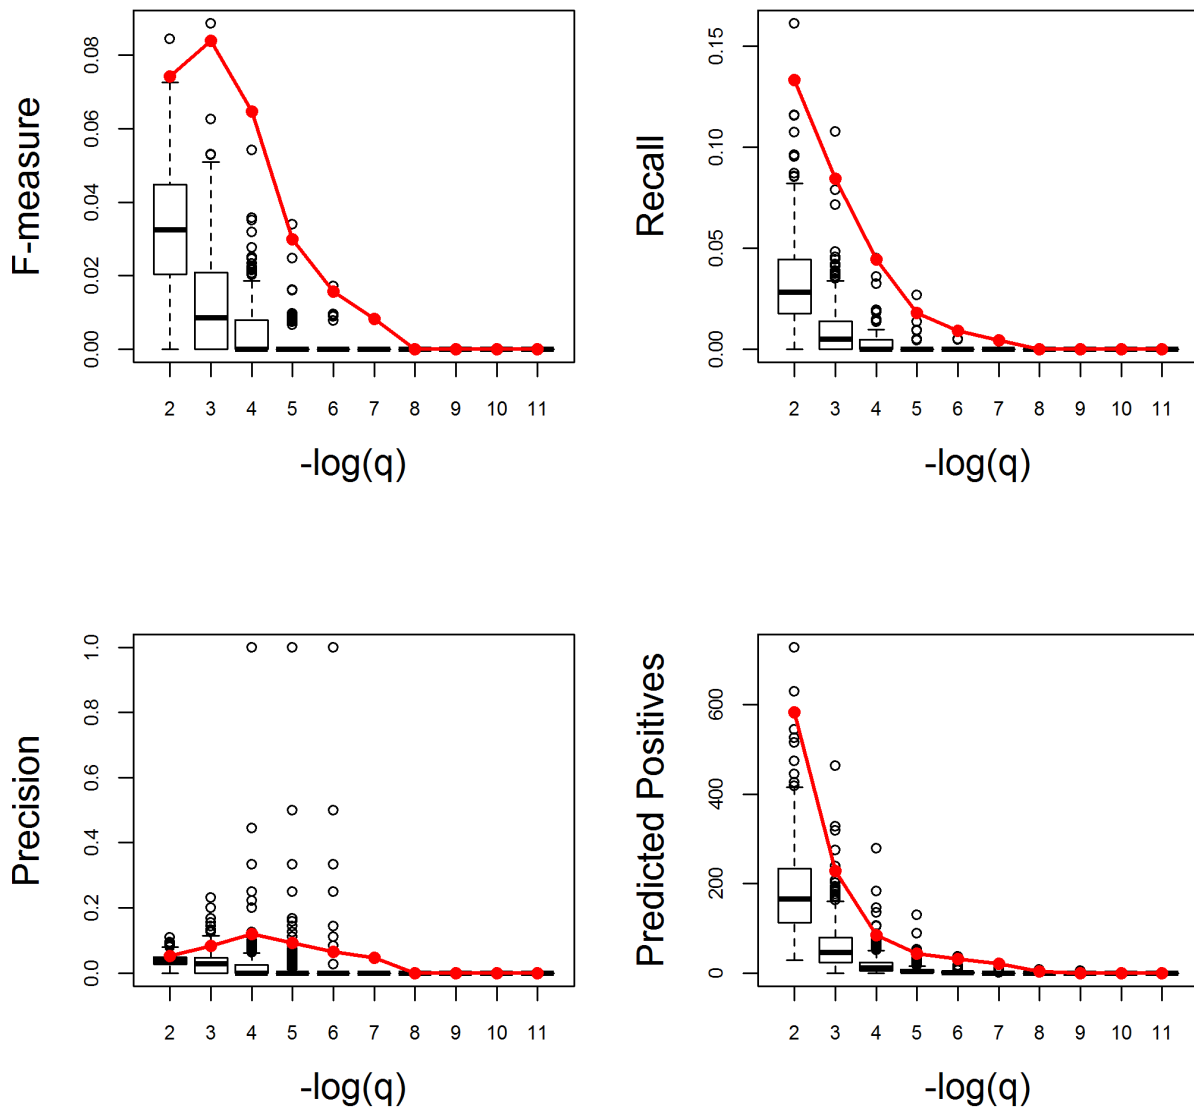 F-measure
0.00 0.02 0.04 0.06 0.08
2 3 4 5 6 7 8 9 10 11
-log(q)
Recall
0.00 0.05 0.10 0.15
2 3 4 5 6 7 8 9 10 11
-log(q)
Precision
0.0 0.2 0.4 0.6 0.8 1.0
2 3 4 5 6 7 8 9 10 11
-log(q)
Predicted Positives
0 200 400 600
2 3 4 5 6 7 8 9 10 11
-log(q)